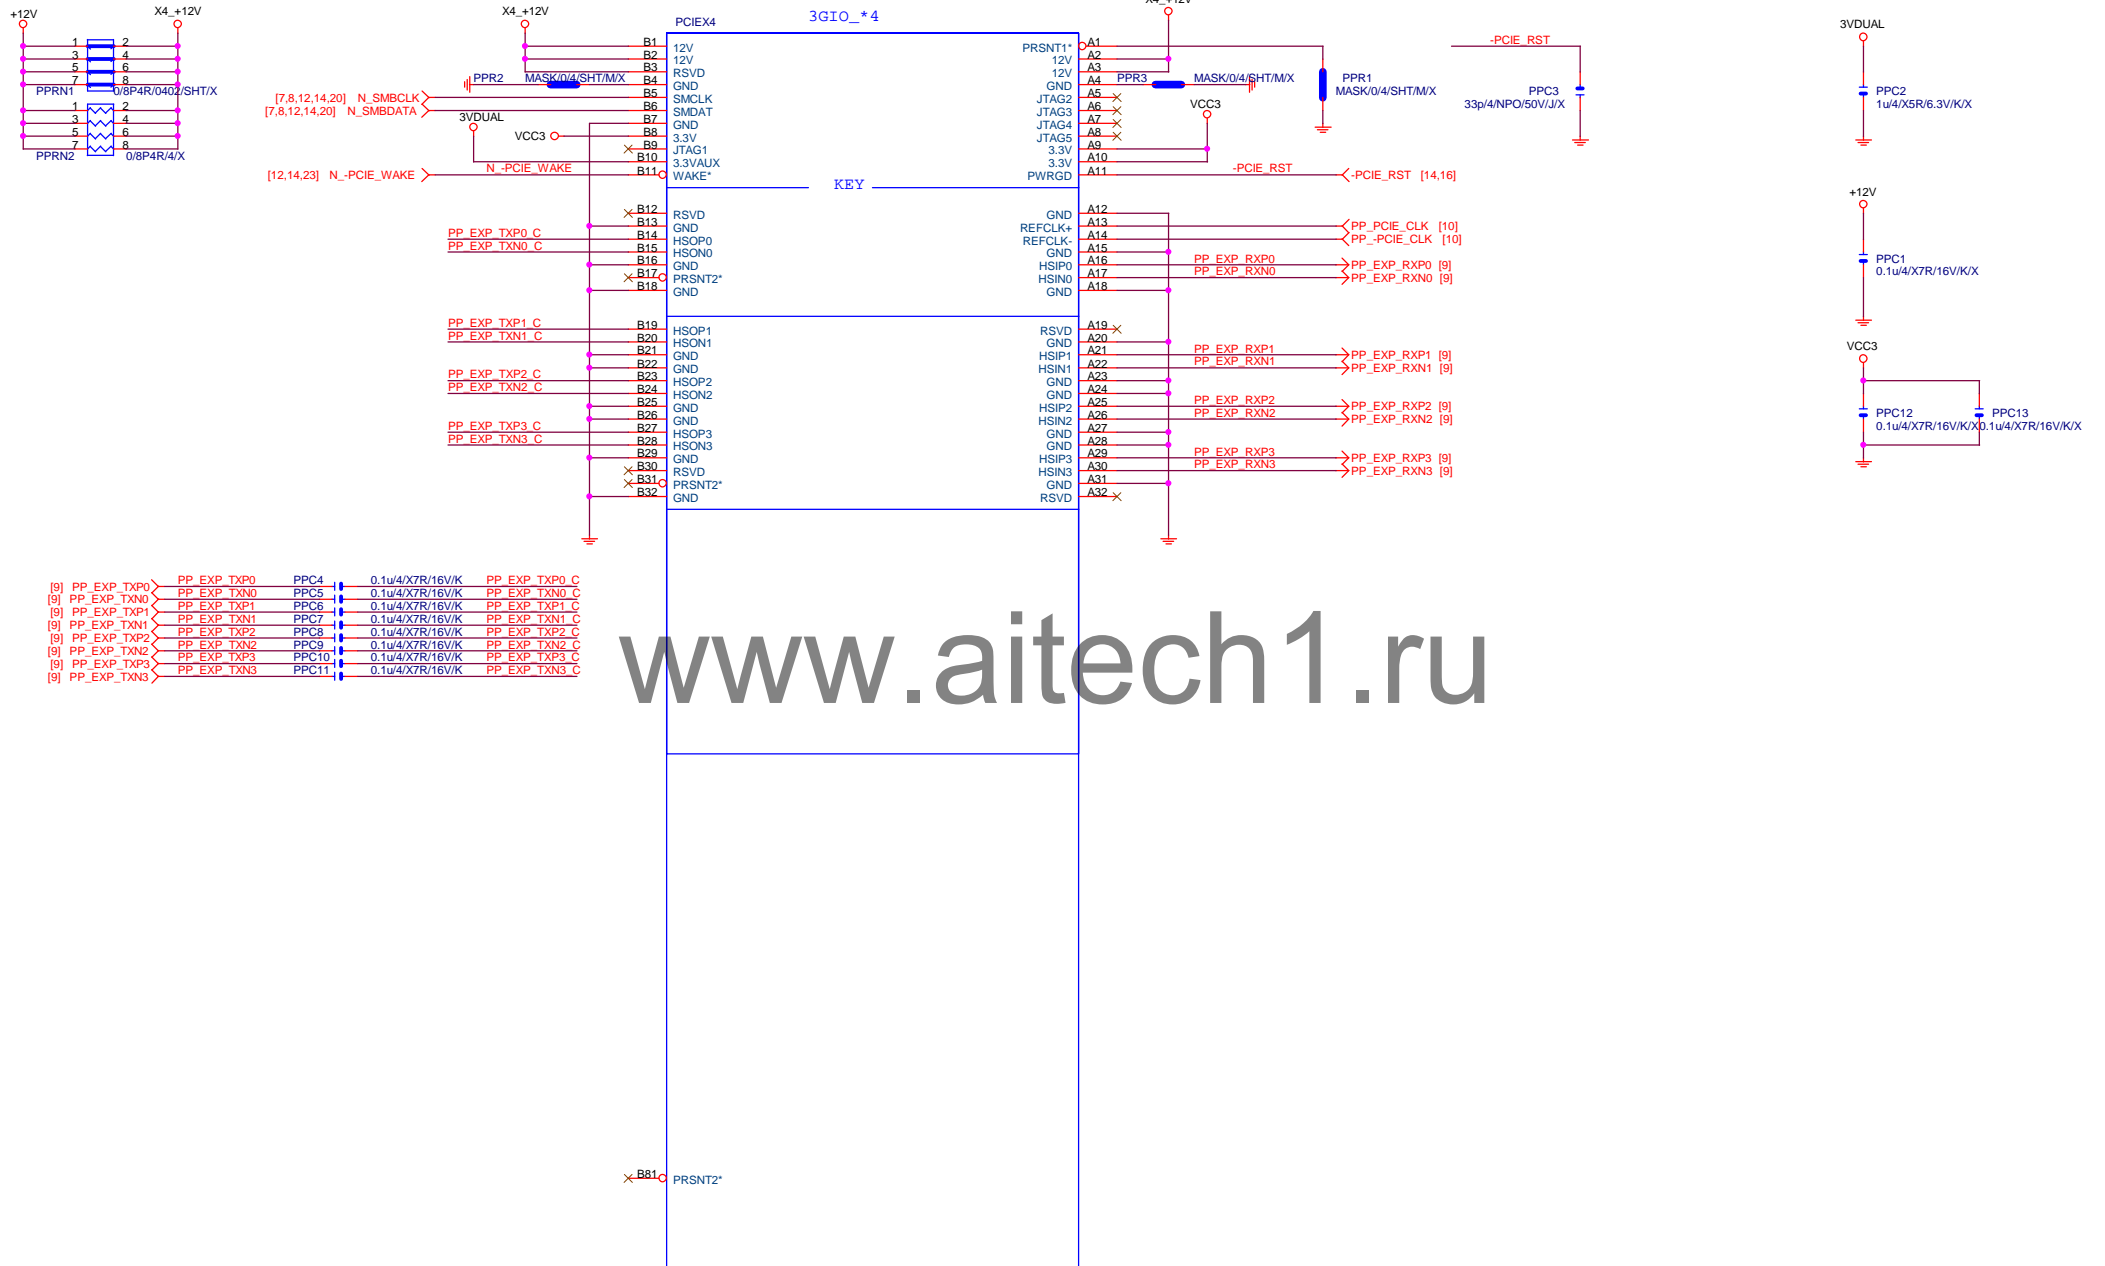 +12V
X4_+12V
1 2
3 4
5 6
7 8
PPRN1 0/8P4R/0402/SHT/X
1 2
3 4
5 6
7 8
PPRN2 0/8P4R/4/X
X4_+12V
PCIEX4
3GIO_*4
X4_+12V
B1 12V
B2 12V
B3 RSVD
PPR2 MASK/0/4/SHT/M/X
B4 GND
[7,8,12,14,20] N_SMBCLK B5 SMCLK
[7,8,12,14,20] N_SMBDATA B6 SMDAT
3VDUAL
B7 GND
VCC3 B8 3.3V
B9 JTAG1
B10 3.3VAUX
[12,14,23] N_-PCIE_WAKE N_-PCIE_WAKE B11 WAKE*
KEY
B12 RSVD
B13 GND
PP_EXP_TXP0_C B14 HSOP0
PP_EXP_TXN0_C B15 HSON0
B16 GND
B17 PRSNT2*
B18 GND
PP_EXP_TXP1_C B19 HSOP1
PP_EXP_TXN1_C B20 HSON1
B21 GND
B22 GND
PP_EXP_TXP2_C B23 HSOP2
PP_EXP_TXN2_C B24 HSON2
B25 GND
B26 GND
PP_EXP_TXP3_C B27 HSOP3
PP_EXP_TXN3_C B28 HSON3
B29 GND
B30 RSVD
B31 PRSNT2*
B32 GND
PRSNT1* A1
12V A2
12V A3
GND A4
PPR3 MASK/0/4/SHT/M/X
JTAG2 A5
JTAG3 A6
JTAG4 A7
JTAG5 A8
VCC3
3.3V A9
3.3V A10
PWRGD A11 -PCIE_RST -PCIE_RST [14,16]
GND A12
REFCLK+ A13 PP_PCIE_CLK [10]
REFCLK- A14 PP_-PCIE_CLK [10]
GND A15
HSIP0 A16 PP_EXP_RXP0 PP_EXP_RXP0 [9]
HSIN0 A17 PP_EXP_RXN0 PP_EXP_RXN0 [9]
GND A18
RSVD A19
GND A20
HSIP1 A21 PP_EXP_RXP1 PP_EXP_RXP1 [9]
HSIN1 A22 PP_EXP_RXN1 PP_EXP_RXN1 [9]
GND A23
GND A24
HSIP2 A25 PP_EXP_RXP2 PP_EXP_RXP2 [9]
HSIN2 A26 PP_EXP_RXN2 PP_EXP_RXN2 [9]
GND A27
GND A28
HSIP3 A29 PP_EXP_RXP3 PP_EXP_RXP3 [9]
HSIN3 A30 PP_EXP_RXN3 PP_EXP_RXN3 [9]
GND A31
RSVD A32
PPR1
MASK/0/4/SHT/M/X
-PCIE_RST
PPC3
33p/4/NPO/50V/J/X
3VDUAL
PPC2
1u/4/X5R/6.3V/K/X
+12V
PPC1
0.1u/4/X7R/16V/K/X
VCC3
PPC12
0.1u/4/X7R/16V/K/X
PPC13
0.1u/4/X7R/16V/K/X
[9] PP_EXP_TXP0 PP_EXP_TXP0 PPC4 0.1u/4/X7R/16V/K PP_EXP_TXP0_C
[9] PP_EXP_TXN0 PP_EXP_TXN0 PPC5 0.1u/4/X7R/16V/K PP_EXP_TXN0_C
[9] PP_EXP_TXP1 PP_EXP_TXP1 PPC6 0.1u/4/X7R/16V/K PP_EXP_TXP1_C
[9] PP_EXP_TXN1 PP_EXP_TXN1 PPC7 0.1u/4/X7R/16V/K PP_EXP_TXN1_C
[9] PP_EXP_TXP2 PP_EXP_TXP2 PPC8 0.1u/4/X7R/16V/K PP_EXP_TXP2_C
[9] PP_EXP_TXN2 PP_EXP_TXN2 PPC9 0.1u/4/X7R/16V/K PP_EXP_TXN2_C
[9] PP_EXP_TXP3 PP_EXP_TXP3 PPC10 0.1u/4/X7R/16V/K PP_EXP_TXP3_C
[9] PP_EXP_TXN3 PP_EXP_TXN3 PPC11 0.1u/4/X7R/16V/K PP_EXP_TXN3_C
www.aitech1.ru
B81 PRSNT2*